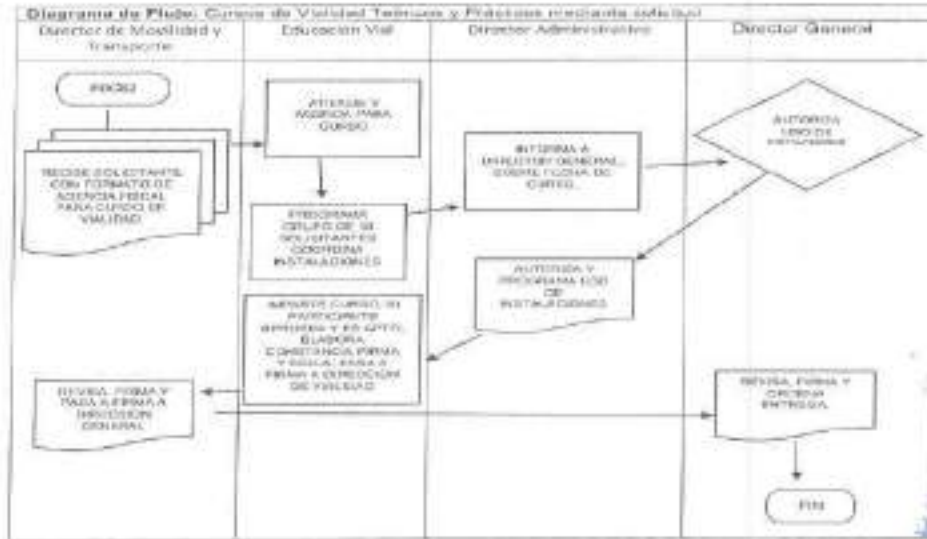 Diagrama de Flujo: Cursos de Vialidad Teóricos y Prácticos mediante solicitud
Director de Movilidad y
Transporte
Educación Vial
Director Administrativo
Director General
INICIO
RECIBE SOLICITANTE
CON FORMATO DE
AGENCIA FISCAL
PARA CURSO DE
VIALIDAD
ATIENDE Y
AGENDA PARA
CURSO
PROGRAMA
GRUPO DE
SOLICITANTES
COORDINA
INSTALACIONES
INFORMA A
DIRECTOR GENERAL,
SOBRE FECHA DE
CURSO.
AUTORIZA
USO DE
AUTORIZA Y
PROGRAMA USO
DE
INSTALACIONES
IMPARTE CURSO, SI
PARTICIPANTE
APRUEBA Y ES APTO,
ELABORA
CONSTANCIA, FIRMA
Y PASA A
FIRMA A DIRECCIÓN
DE VIALIDAD
REVISA, FIRMA Y
PASA A FIRMA A
DIRECCIÓN
GENERAL
REVISA, FIRMA Y
ORDENA
ENTREGA
FIN